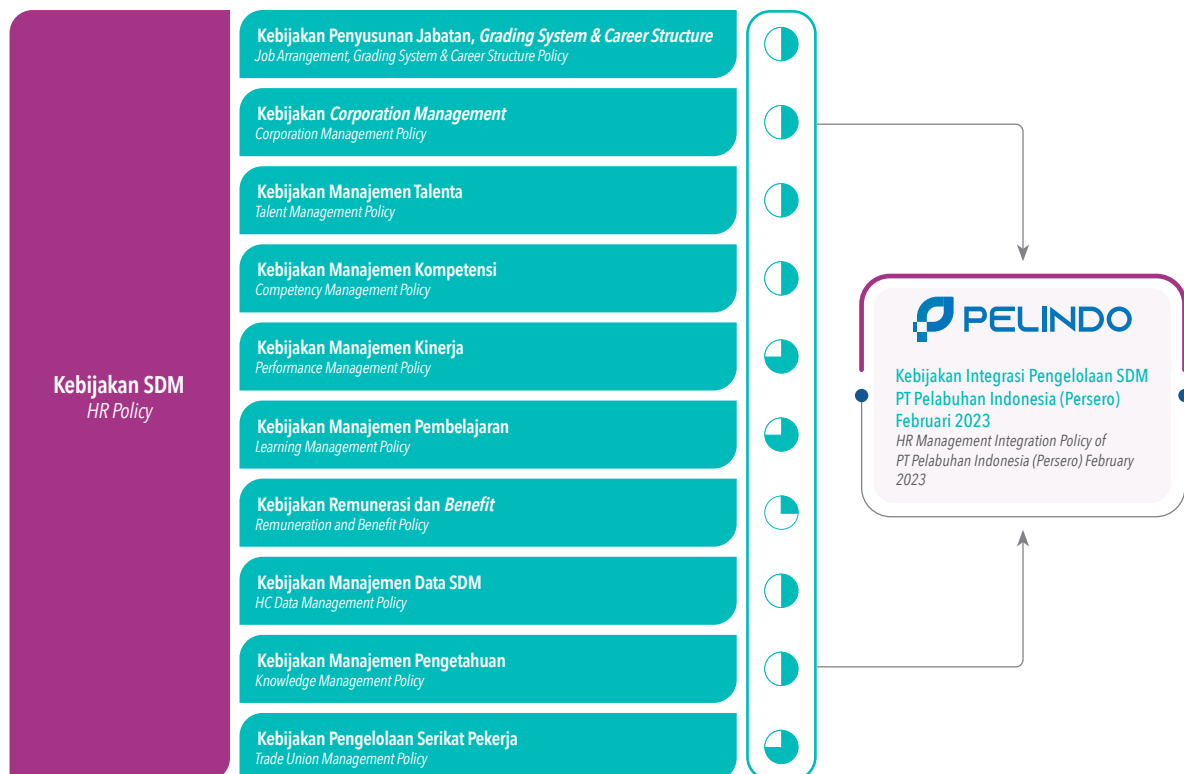 Kebijakan SDM
HR Policy
Kebijakan Penyusunan Jabatan, Grading System & Career Structure
Job Arrangement, Grading System & Career Structure Policy
Kebijakan Corporation Management
Corporation Management Policy
Kebijakan Manajemen Talenta
Talent Management Policy
Kebijakan Manajemen Kompetensi
Competency Management Policy
Kebijakan Manajemen Kinerja
Performance Management Policy
Kebijakan Manajemen Pembelajaran
Learning Management Policy
Kebijakan Remunerasi dan Benefit
Remuneration and Benefit Policy
Kebijakan Manajemen Data SDM
HC Data Management Policy
Kebijakan Manajemen Pengetahuan
Knowledge Management Policy
Kebijakan Pengelolaan Serikat Pekerja
Trade Union Management Policy
PELINDO
Kebijakan Integrasi Pengelolaan SDM
PT Pelabuhan Indonesia (Persero)
Februari 2023
HR Management Integration Policy of
PT Pelabuhan Indonesia (Persero) February
2023